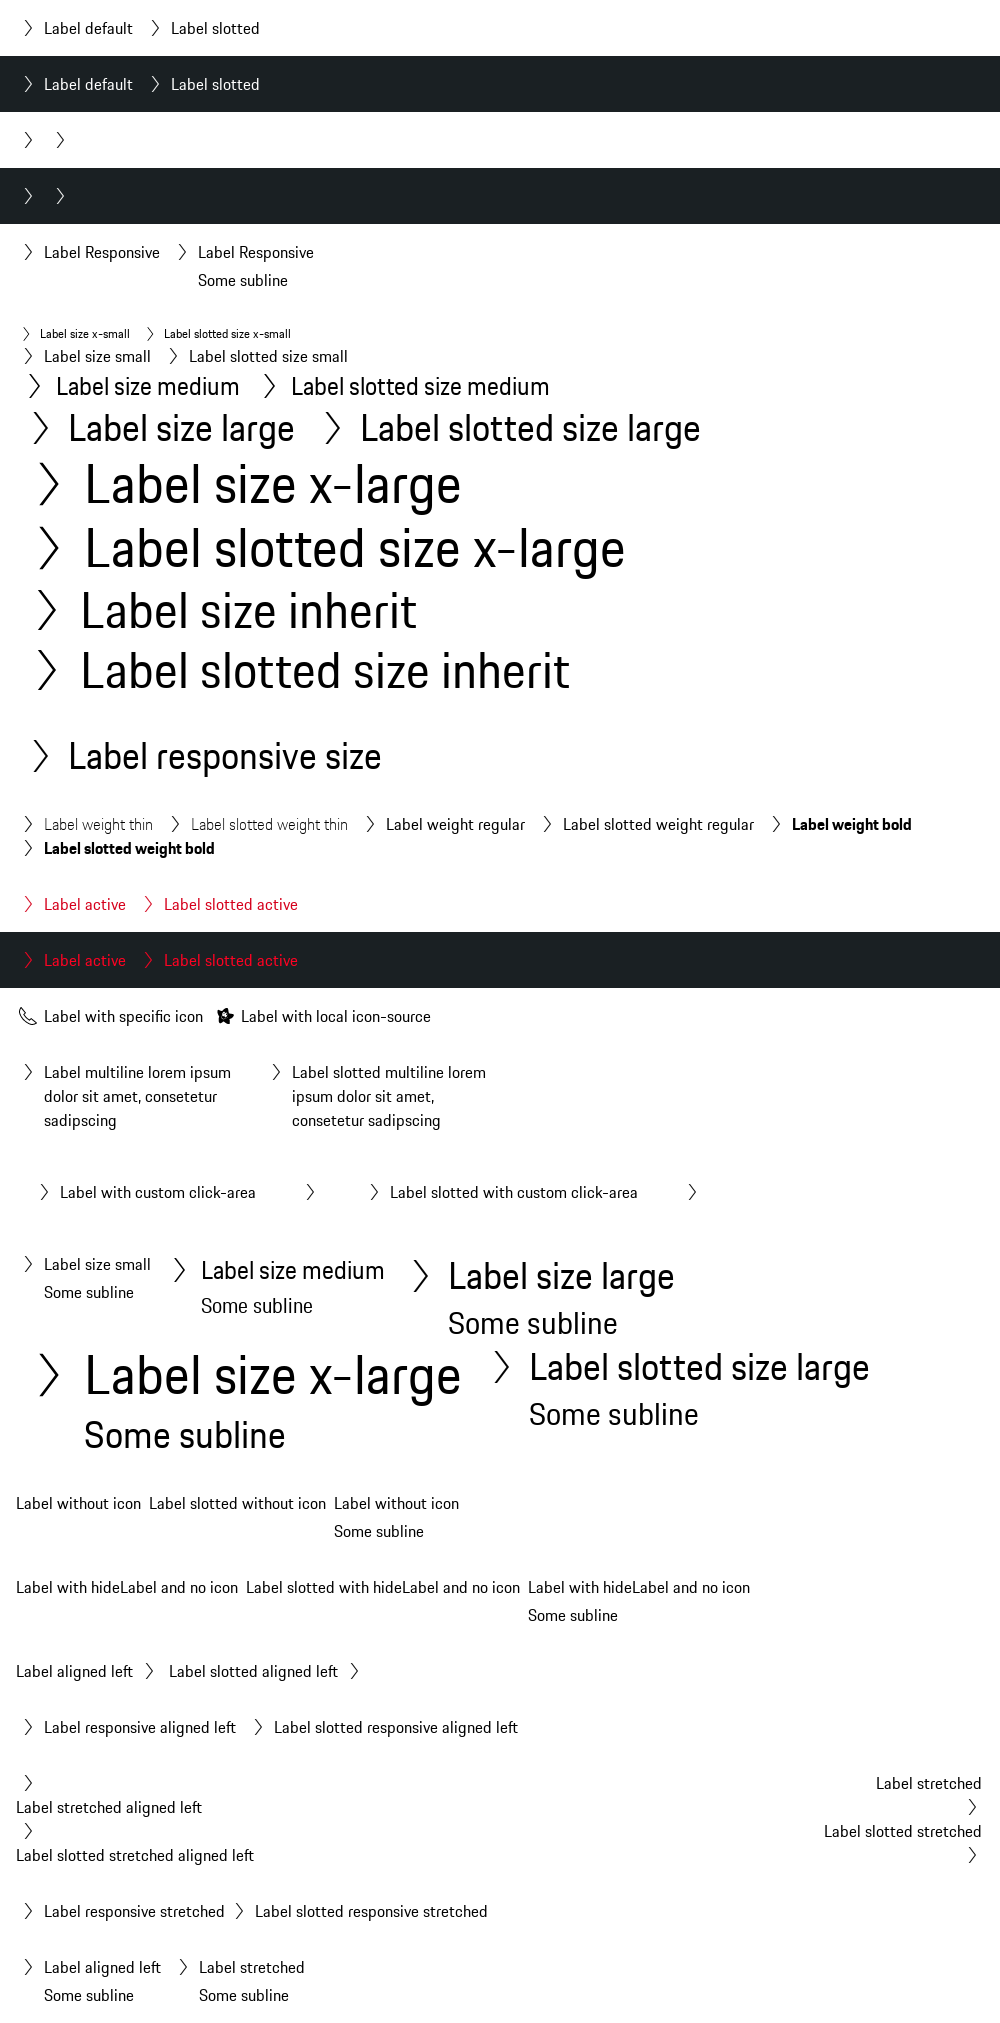 Label default Label slotted
Label default Label slotted
Label Responsive Label Responsive
Some subline
Label size x-small Label slotted size x-small
Label size small Label slotted size small
Label size medium Label slotted size medium
Label size large Label slotted size large
Label size x-large
Label slotted size x-large
Label size inherit
Label slotted size inherit
Label responsive size
Label weight thin Label slotted weight thin Label weight regular Label slotted weight regular Label weight bold
Label slotted weight bold
Label active Label slotted active
Label active Label slotted active
Label with specific icon Label with local icon-source
Label multiline lorem ipsum
dolor sit amet, consetetur
sadipscing
Label slotted multiline lorem
ipsum dolor sit amet,
consetetur sadipscing
Label with custom click-area Label slotted with custom click-area
Label size small
Some subline
Label size medium
Some subline
Label size large
Some subline
Label size x-large
Some subline
Label slotted size large
Some subline
Label without icon Label slotted without icon Label without icon
Some subline
Label with hideLabel and no icon Label slotted with hideLabel and no icon Label with hideLabel and no icon
Some subline
Label aligned left Label slotted aligned left
Label responsive aligned left Label slotted responsive aligned left
Label stretched
Label stretched aligned left
Label slotted stretched
Label slotted stretched aligned left
Label responsive stretched Label slotted responsive stretched
Label aligned left Label stretched
Some subline Some subline